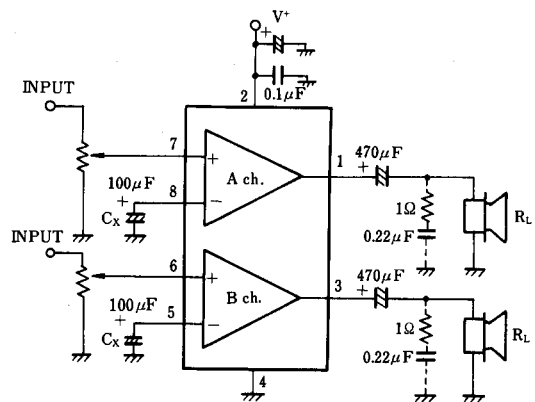 V+
+
2
0.1μF
INPUT
7
+
A ch.
1
470μF
+
100μF
8
−
+
Cx
1Ω
0.22μF
RL
INPUT
6
+
B ch.
3
470μF
+
100μF
5
−
+
Cx
1Ω
0.22μF
RL
4